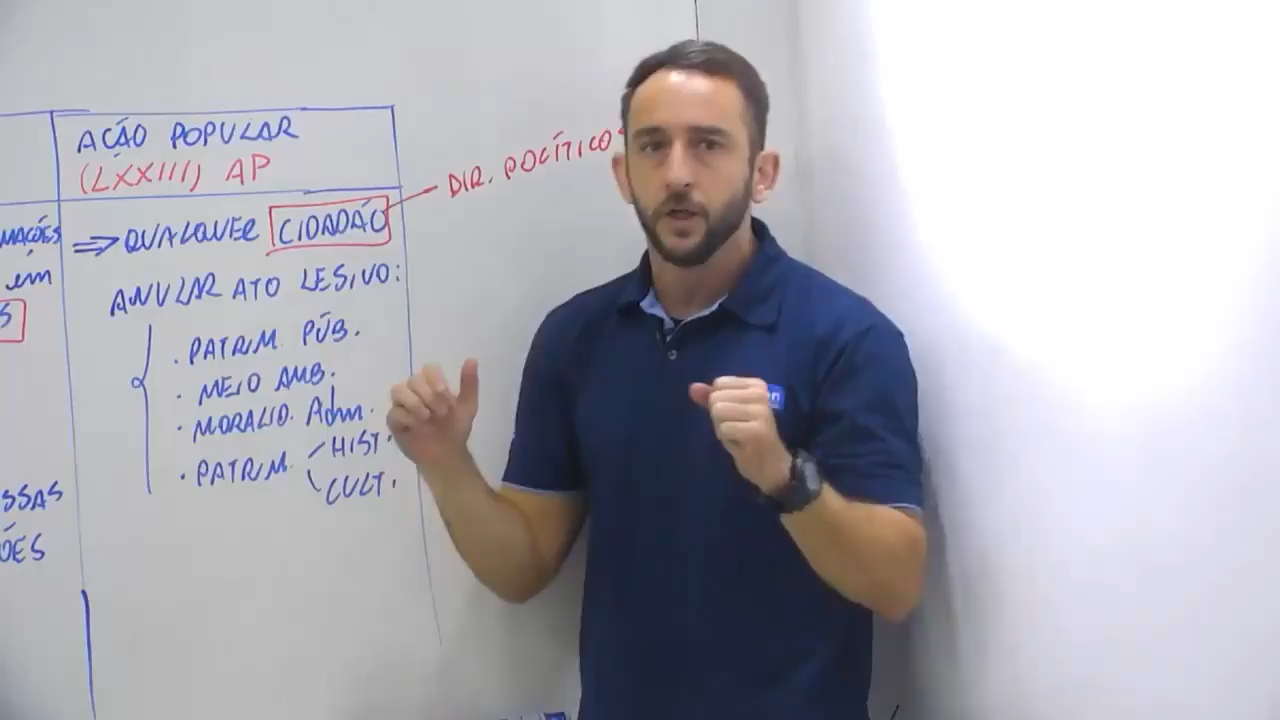 AÇÃO POPULAR
(LXXIII) AP
DIR. POLÍTICOS
MAÇÕES
⇒ QUALQUER CIDADÃO
em
S
ANULAR ATO LESIVO:
. PATRIM. PÚB.
. MEIO AMB.
. MORALID. Adm.
. PATRIM. HIST.
CULT.
SSAS
ÕES